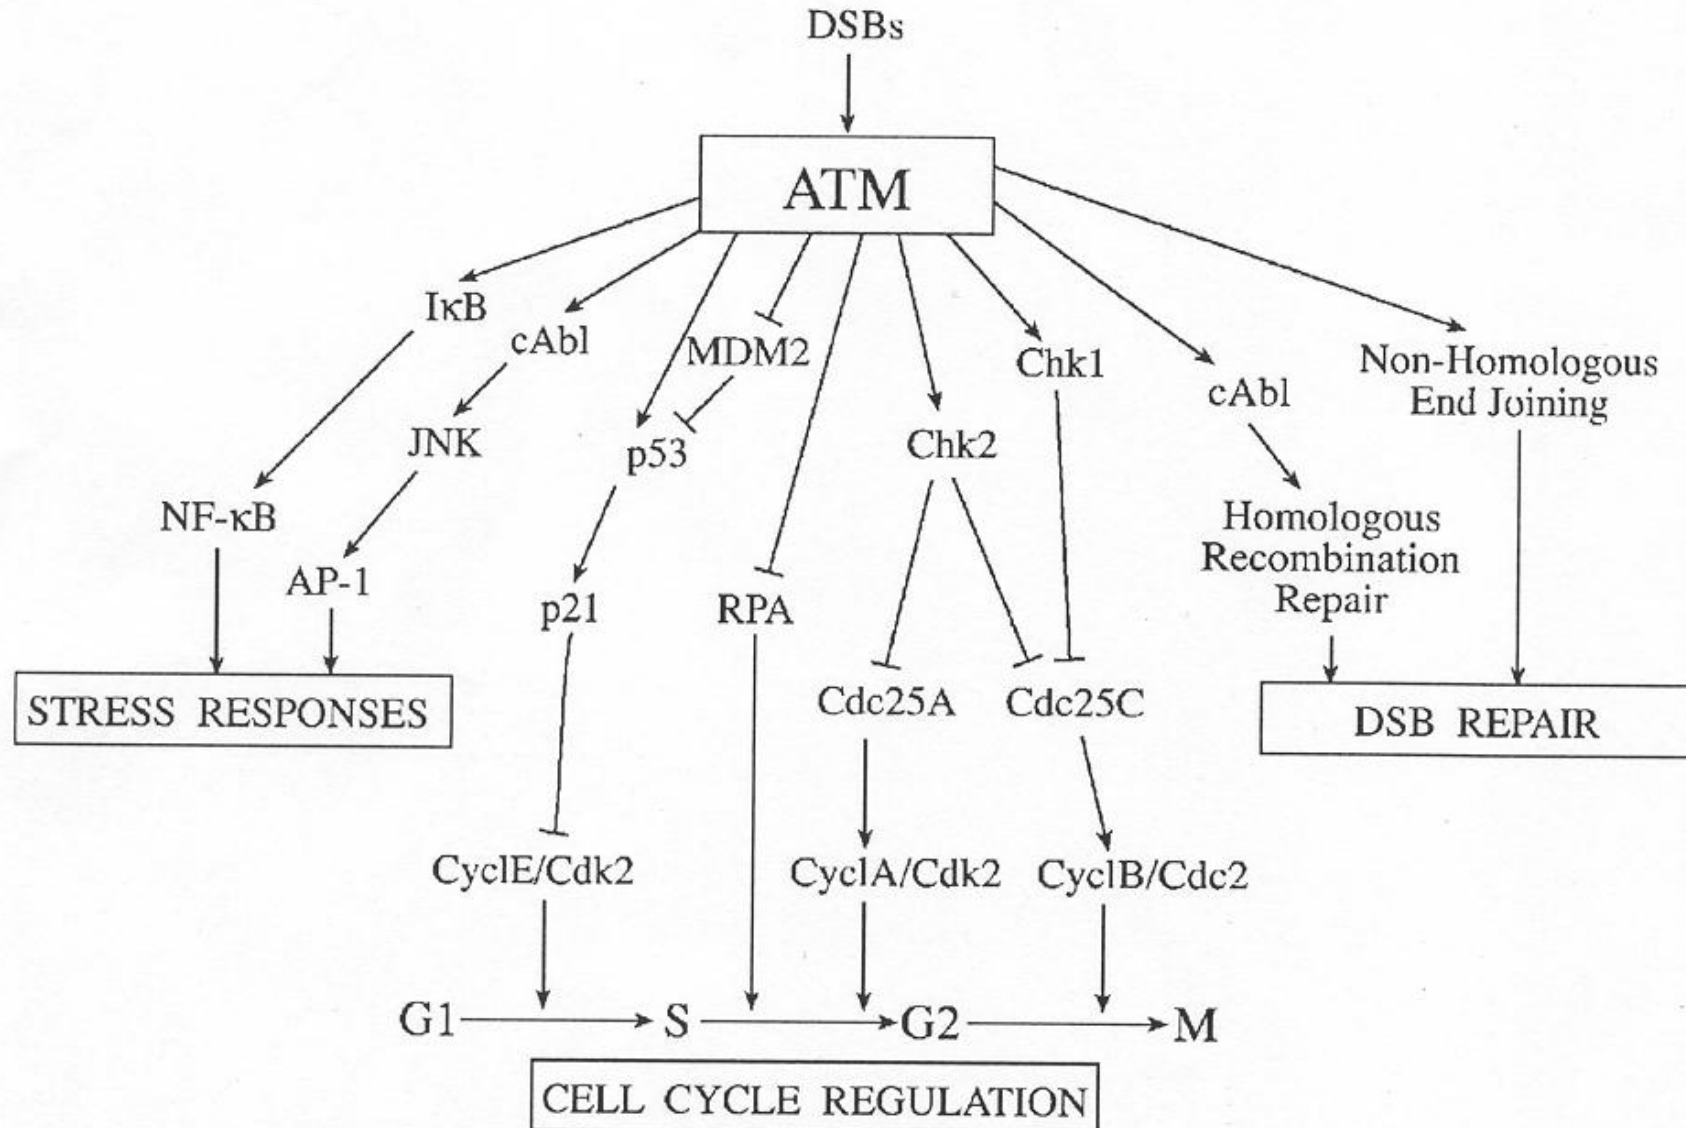 DSBs
ATM
IκB
cAbl
MDM2
Chk1
Non-Homologous
End Joining
cAbl
JNK
p53
Chk2
NF-κB
Homologous
Recombination
Repair
AP-1
p21
RPA
STRESS RESPONSES
Cdc25A
Cdc25C
DSB REPAIR
CyclE/Cdk2
CyclA/Cdk2
CyclB/Cdc2
G1
S
G2
M
CELL CYCLE REGULATION